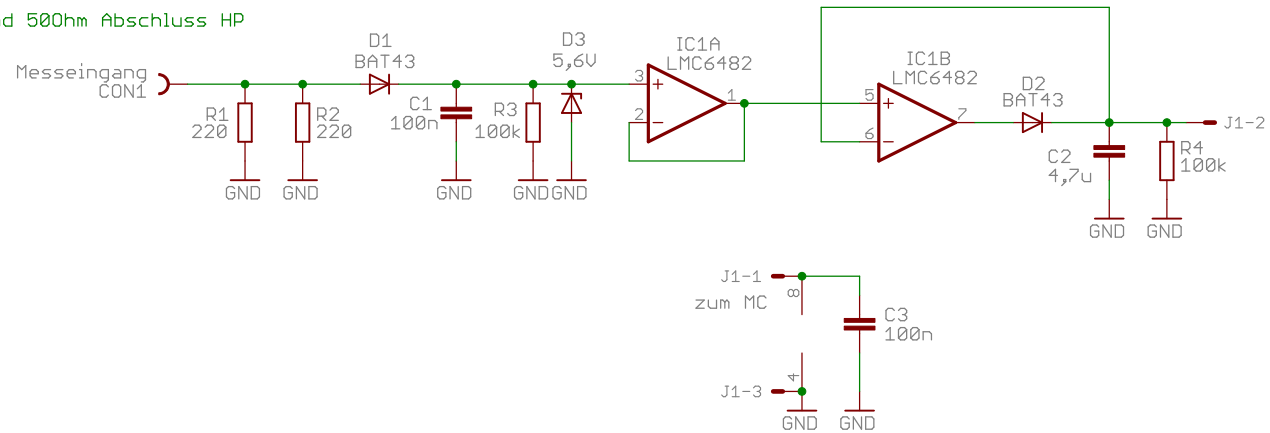 d 50Ohm Abschluss HP
Messeingang
CON1
R1
220
R2
220
D1
BAT43
C1
100n
R3
100k
D3
5,6V
IC1A
LMC6482
3
2
1
IC1B
LMC6482
5
6
7
D2
BAT43
C2
4,7u
R4
100k
J1-2
GND
GND
GND
GND
GND
GND
GND
J1-1
zum MC
8
C3
100n
4
J1-3
GND
GND